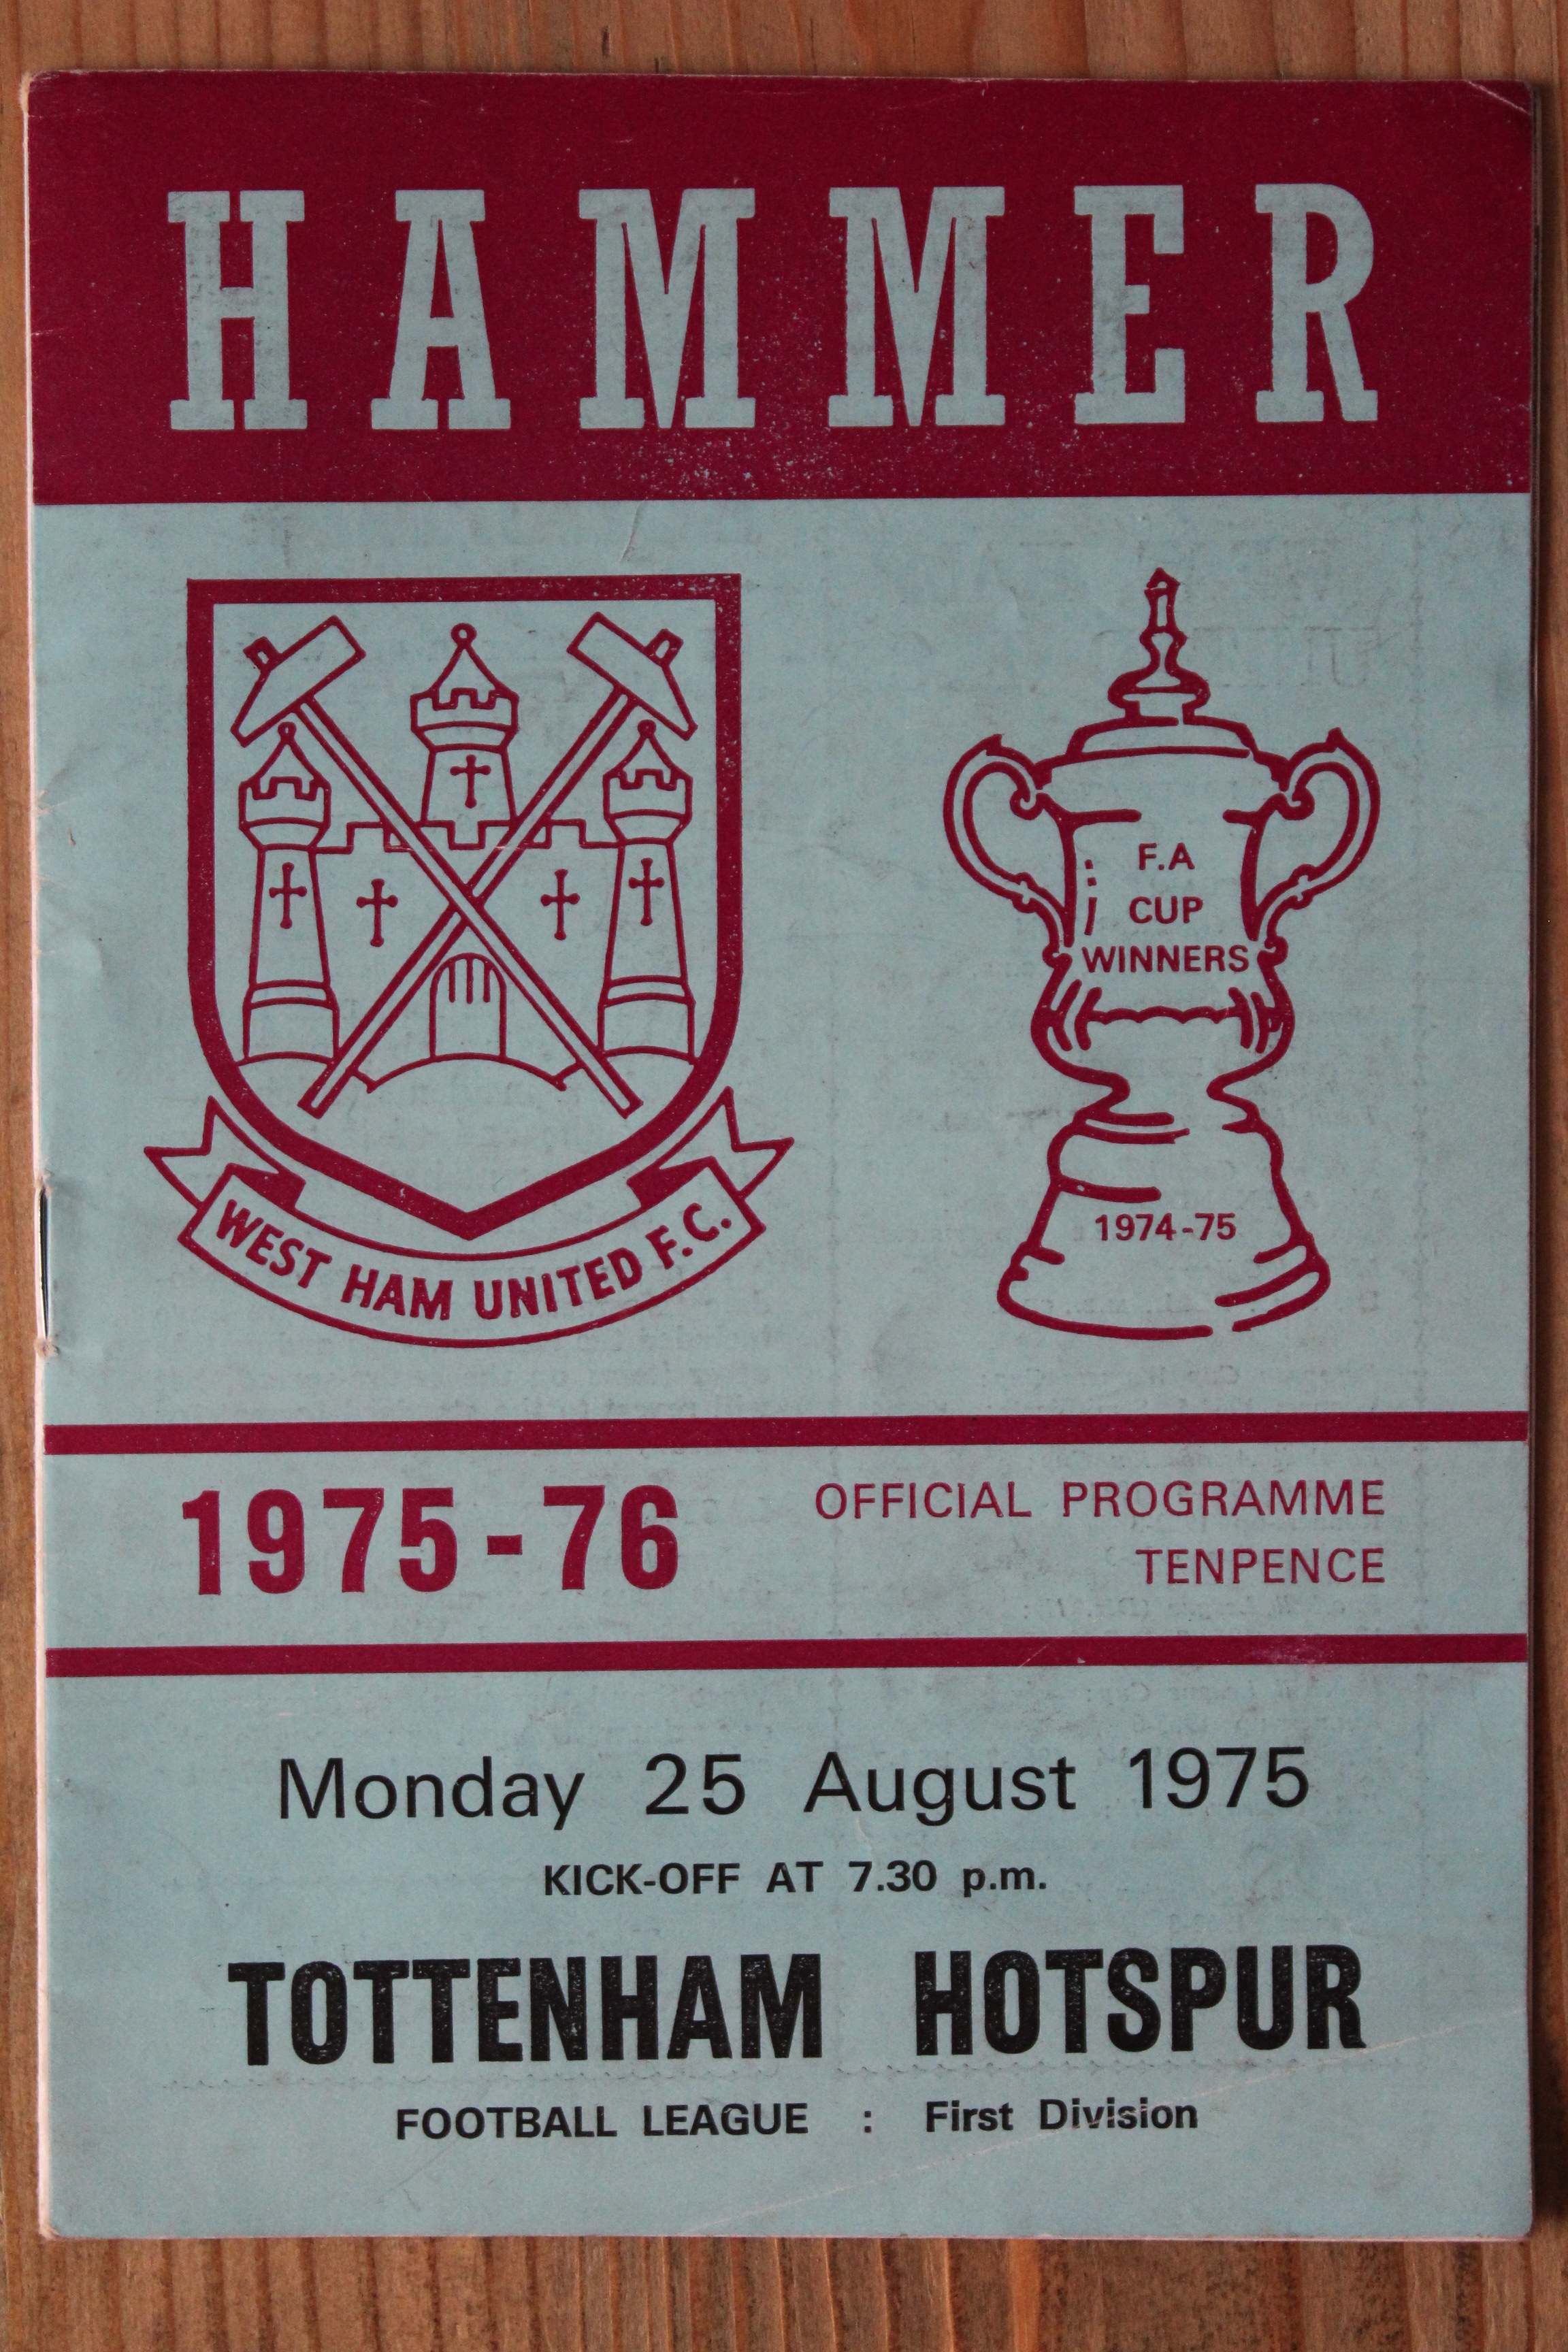 HAMMER
WEST HAM UNITED F.C.
F.A
CUP
WINNERS
1974-75
1975-76
OFFICIAL PROGRAMME
TENPENCE
Monday 25 August 1975
KICK-OFF AT 7.30 p.m.
TOTTENHAM HOTSPUR
FOOTBALL LEAGUE : First Division